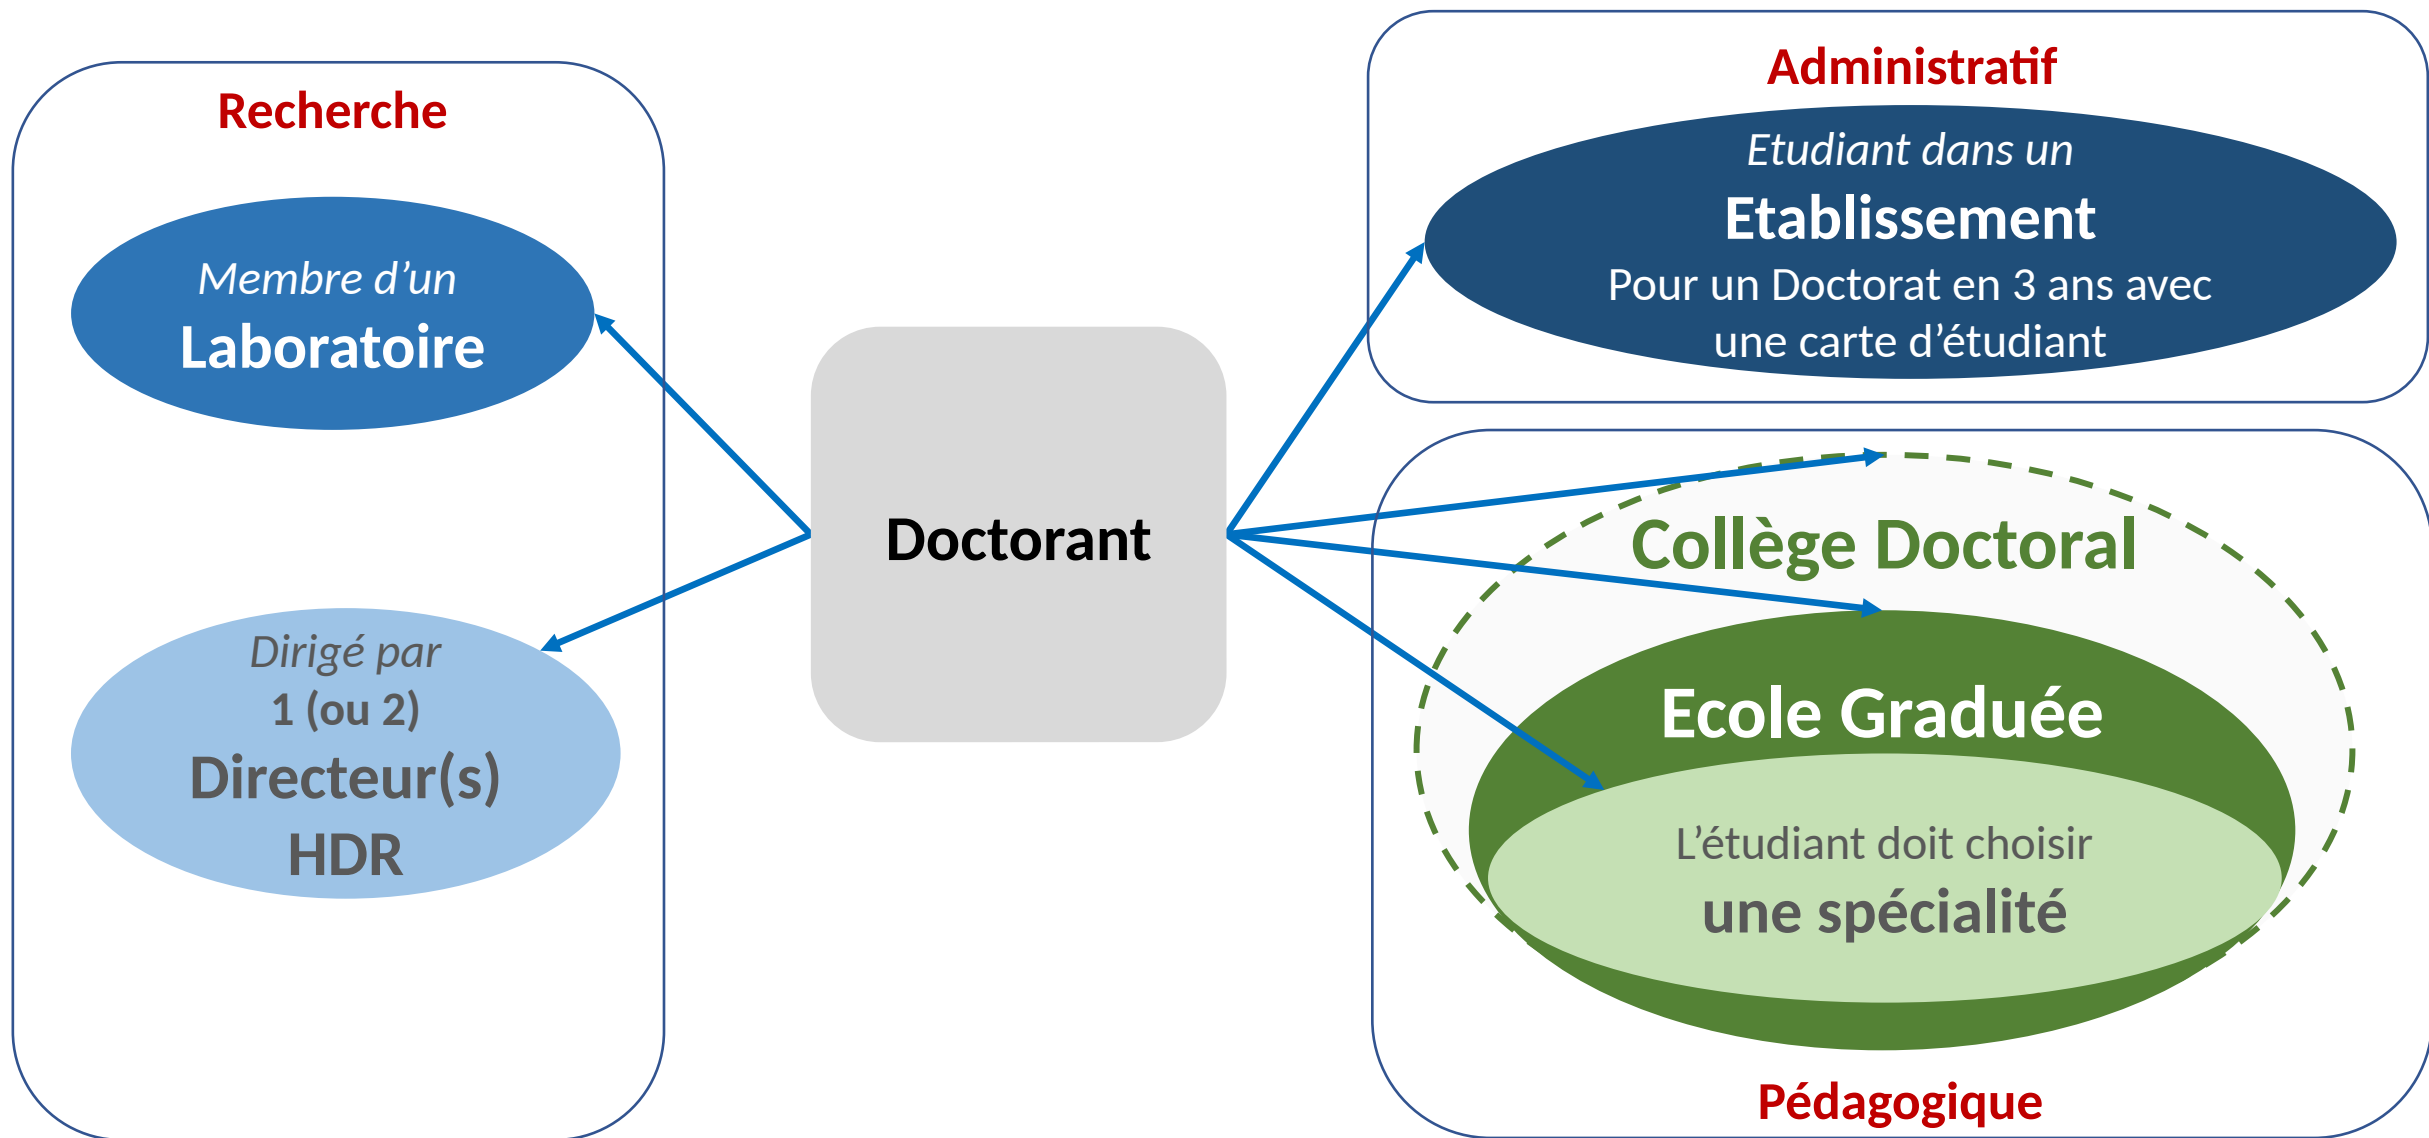 Recherche
Membre d’un
Laboratoire
Dirigé par
1 (ou 2)
Directeur(s)
HDR
Doctorant
Administratif
Etudiant dans un
Etablissement
Pour un Doctorat en 3 ans avec
une carte d’étudiant
Collège Doctoral
Ecole Graduée
L’étudiant doit choisir
une spécialité
Pédagogique